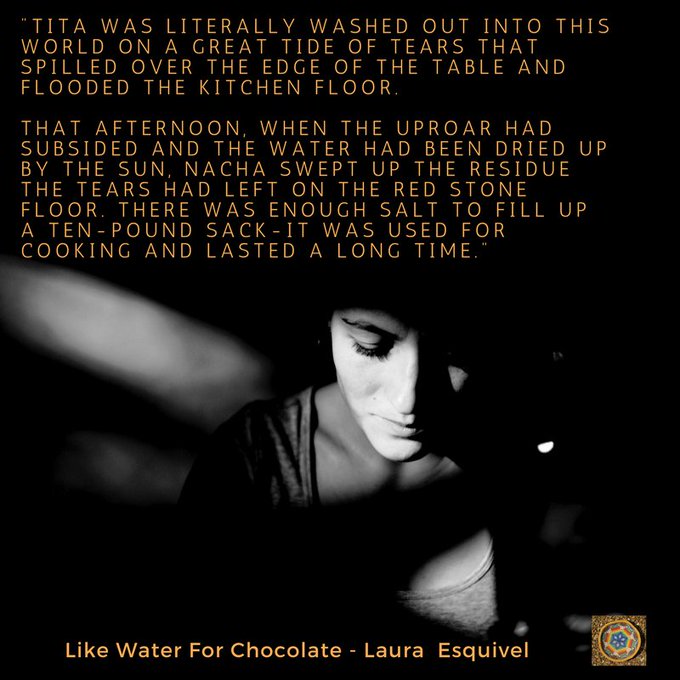 "TITA WAS LITERALLY WASHED OUT INTO THIS
WORLD ON A GREAT TIDE OF TEARS THAT
SPILLED OVER THE EDGE OF THE TABLE AND
FLOODED THE KITCHEN FLOOR.
THAT AFTERNOON, WHEN THE UPROAR HAD
SUBSIDED AND THE WATER HAD BEEN DRIED UP
BY THE SUN, NACHA SWEPT UP THE RESIDUE
THE TEARS HAD LEFT ON THE RED STONE
FLOOR. THERE WAS ENOUGH SALT TO FILL UP
A TEN-POUND SACK-IT WAS USED FOR
COOKING AND LASTED A LONG TIME."
Like Water For Chocolate - Laura Esquivel